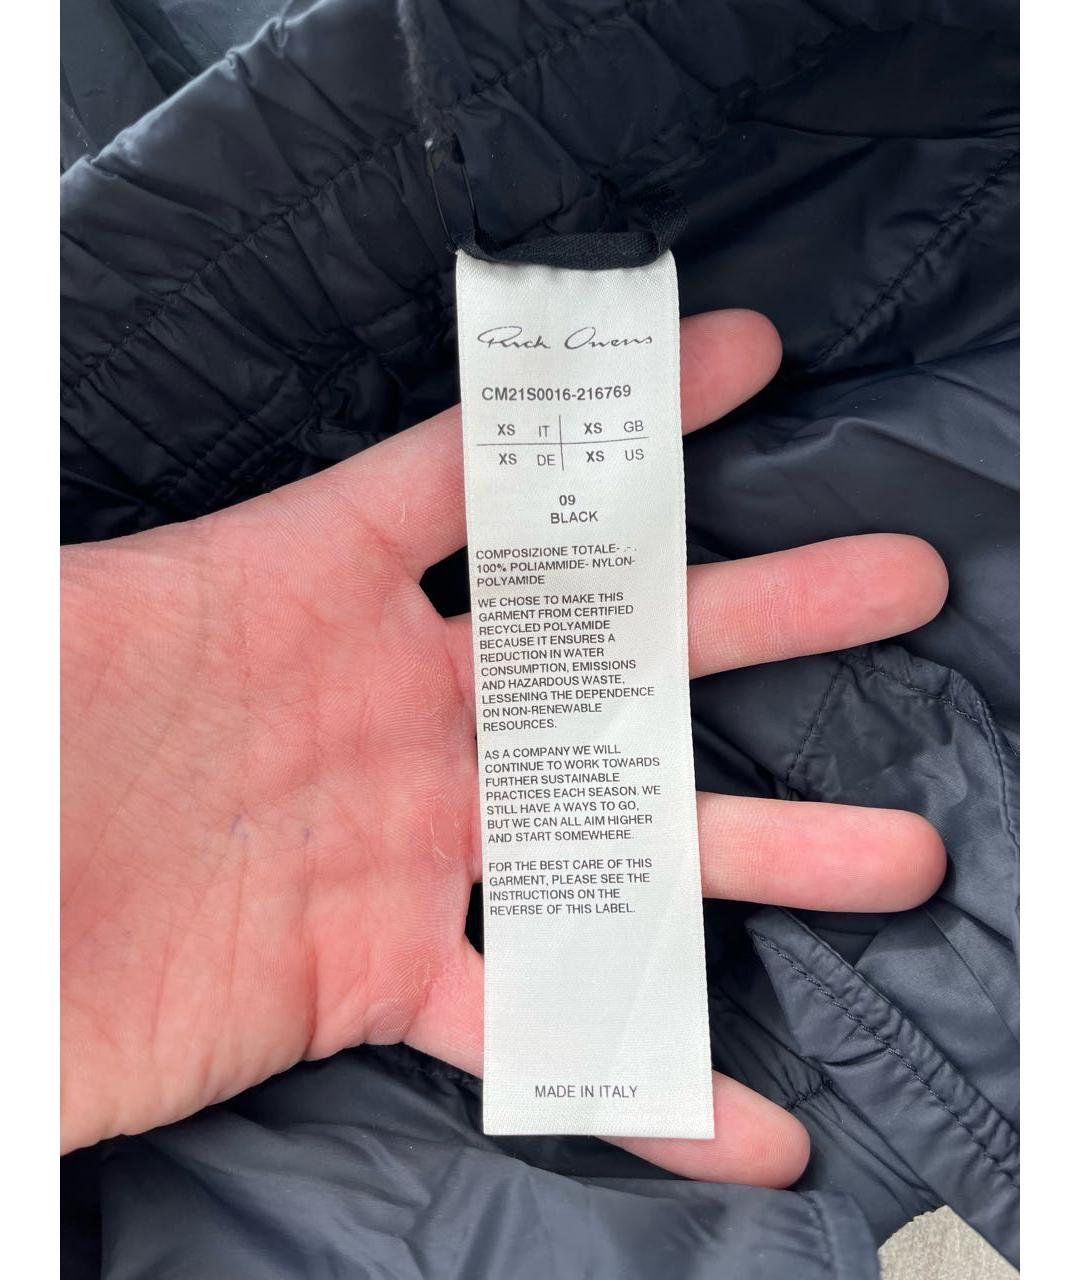 Rick Owens
CM21S0016-216769
XS IT XS GB
XS DE XS US
09
BLACK
COMPOSIZIONE TOTALE-
100% POLIAMMIDE- NYLON-
POLYAMIDE
WE CHOSE TO MAKE THIS
GARMENT FROM CERTIFIED
RECYCLED POLYAMIDE
BECAUSE IT ENSURES A
REDUCTION IN WATER
CONSUMPTION, EMISSIONS
AND HAZARDOUS WASTE,
LESSENING THE DEPENDENCE
ON NON-RENEWABLE
RESOURCES.
AS A COMPANY WE WILL
CONTINUE TO WORK TOWARDS
FURTHER SUSTAINABLE
PRACTICES EACH SEASON. WE
STILL HAVE A WAYS TO GO,
BUT WE CAN ALL AIM HIGHER
AND START SOMEWHERE.
FOR THE BEST CARE OF THIS
GARMENT, PLEASE SEE THE
INSTRUCTIONS ON THE
REVERSE OF THIS LABEL.
MADE IN ITALY